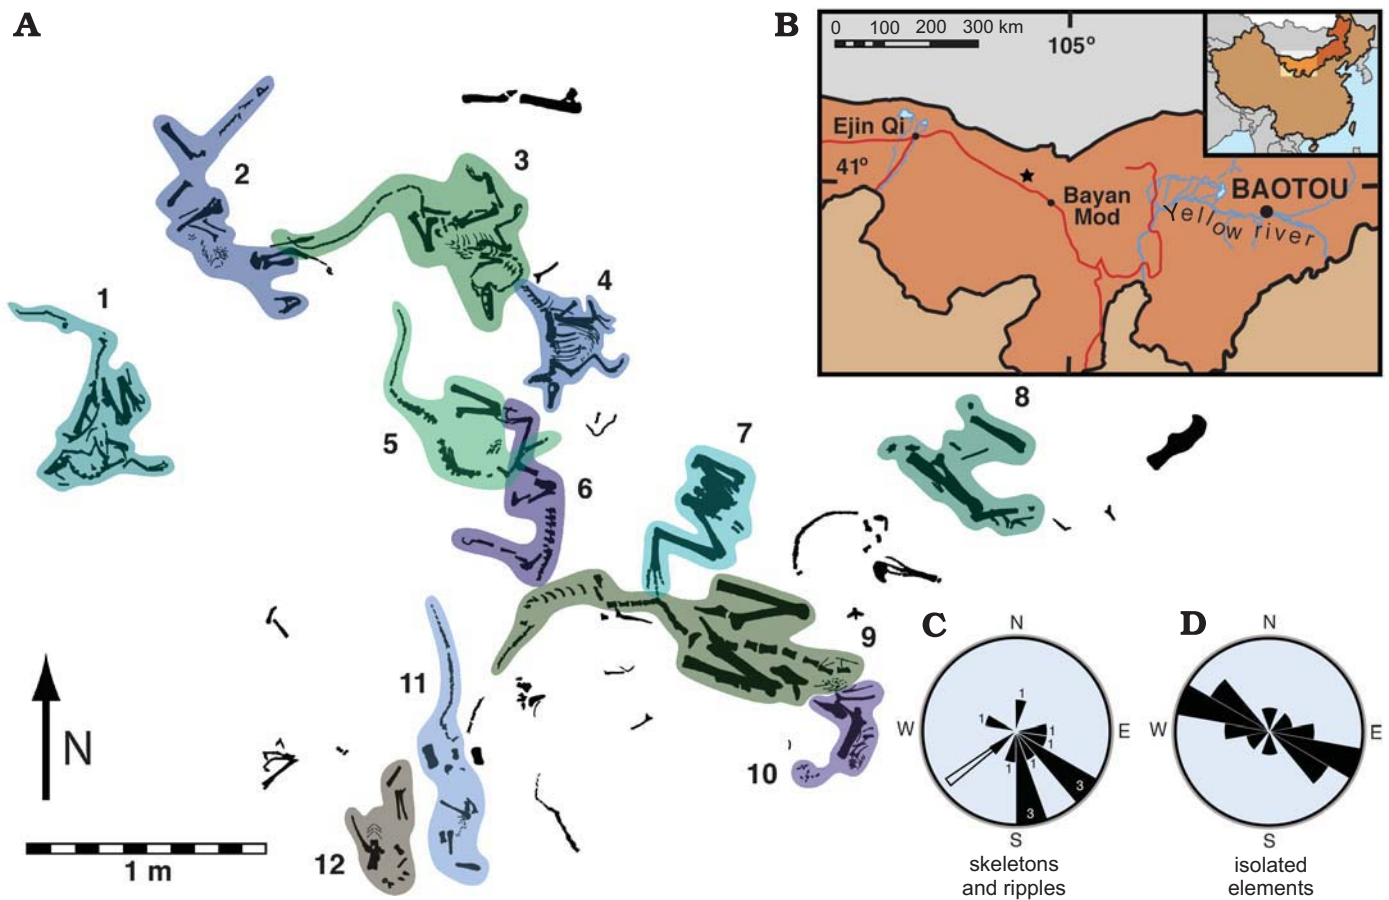 A
1
2
3
4
5
6
7
8
9
10
11
12
N
1 m
B
0 100 200 300 km
105°
Ejin Qi
41°
Bayan
Mod
BAOTOU
Yellow river
C
N
W
E
S
1
1
1
1
1
1
3
3
skeletons
and ripples
D
N
W
E
S
isolated
elements